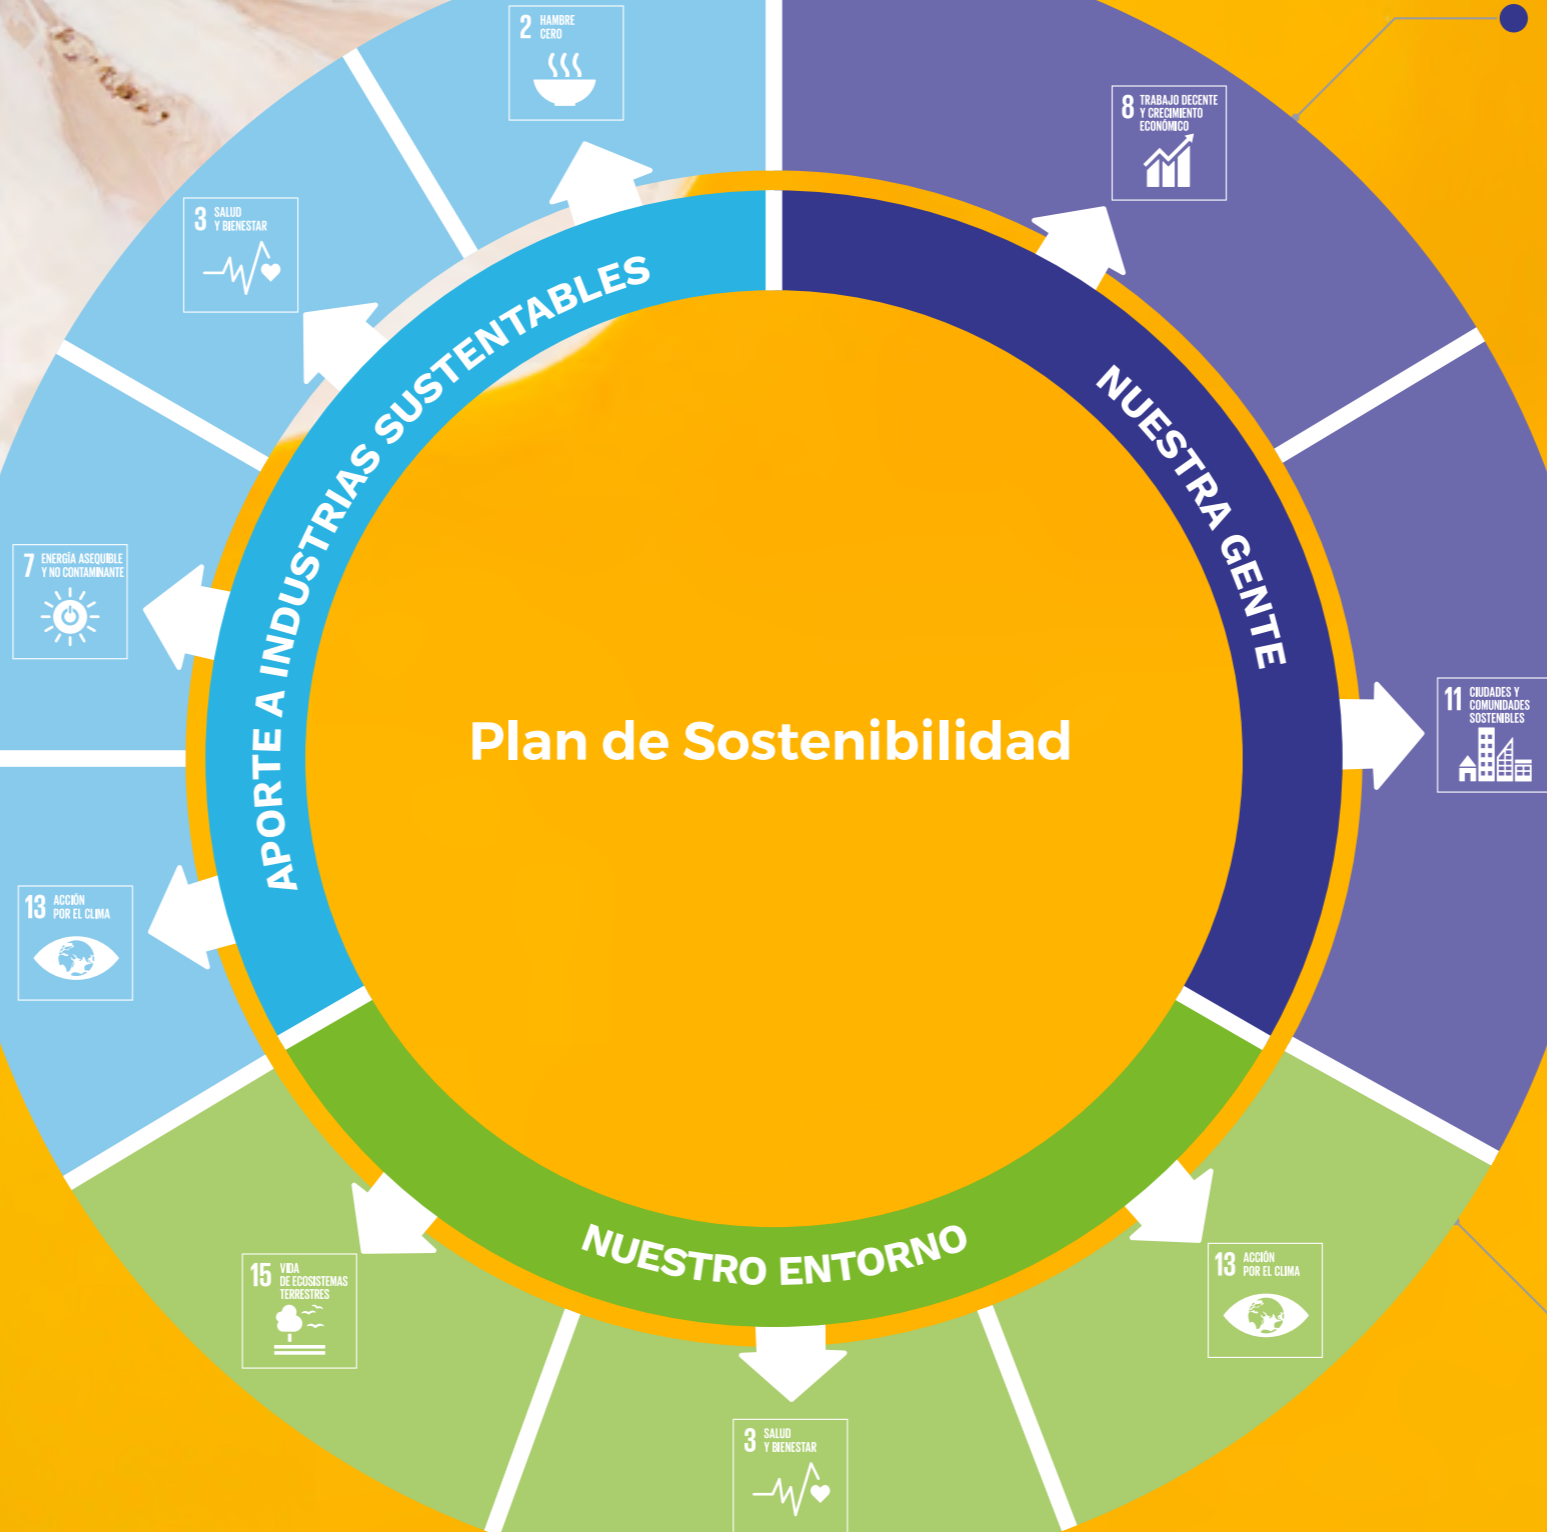 2 HAMBRE
CERO
8 TRABAJO DECENTE
Y CRECIMIENTO
ECONÓMICO
3 SALUD
Y BIENESTAR
APORTE A INDUSTRIAS SUSTENTABLES
NUESTRA GENTE
7 ENERGÍA ASEQUIBLE
Y NO CONTAMINANTE
11 CIUDADES Y
COMUNIDADES
SOSTENIBLES
Plan de Sostenibilidad
13 ACCIÓN
POR EL CLIMA
NUESTRO ENTORNO
15 VIDA
DE ECOSISTEMAS
TERRESTRES
13 ACCIÓN
POR EL CLIMA
3 SALUD
Y BIENESTAR